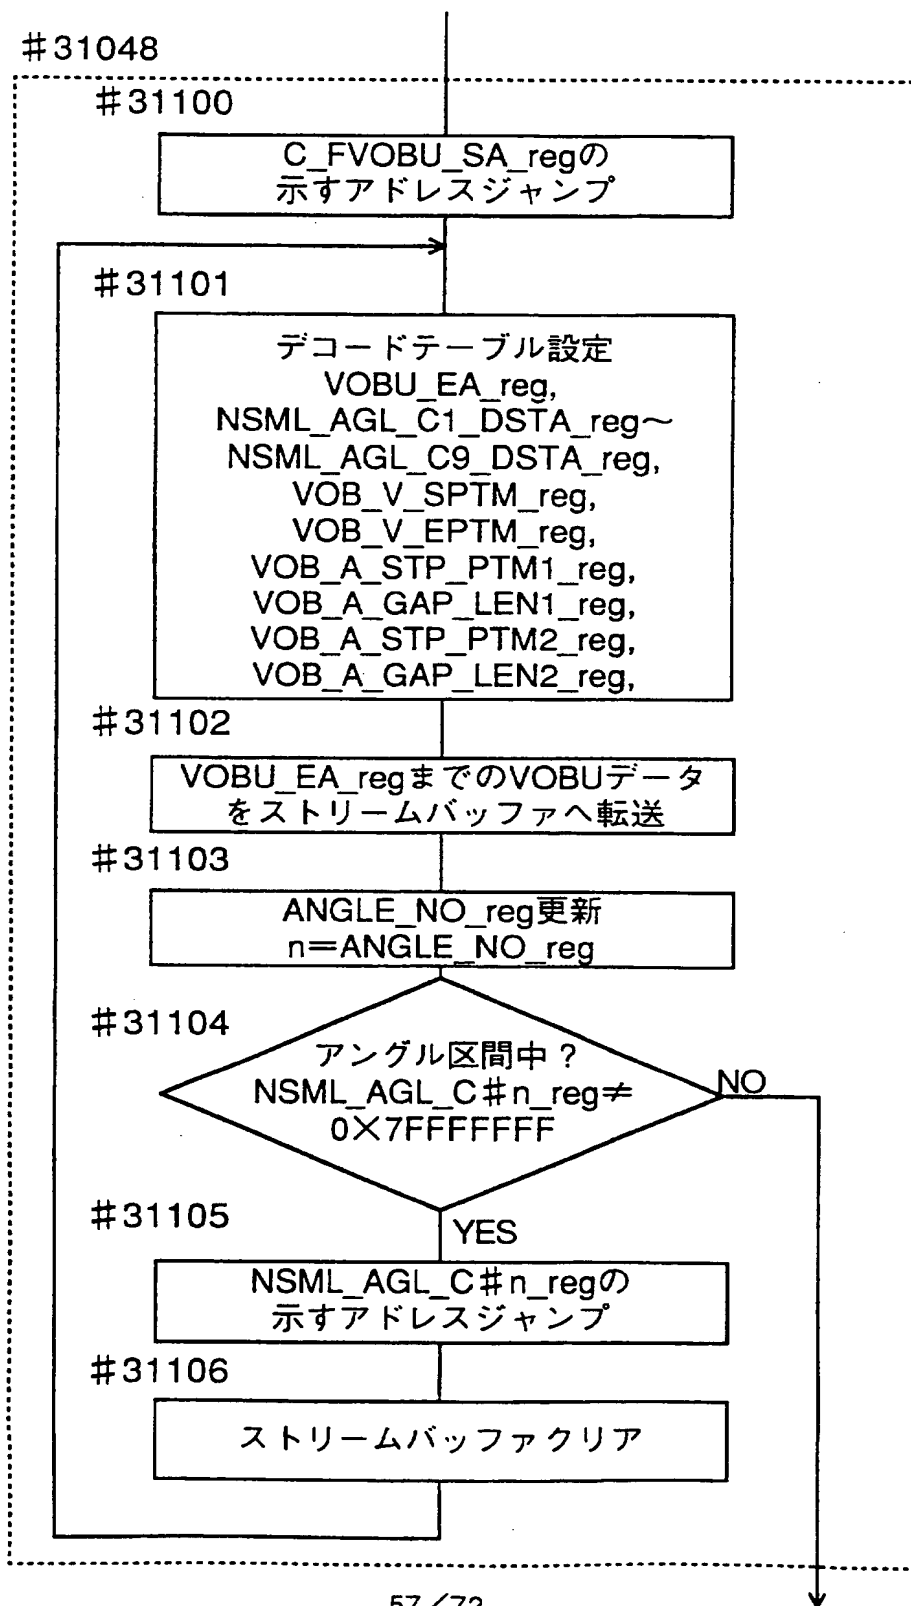 #31048
#31100
C_FVOBU_SA_regの
示すアドレスジャンプ
#31101
デコードテーブル設定
VOBU_EA_reg,
NSML_AGL_C1_DSTA_reg～
NSML_AGL_C9_DSTA_reg,
VOB_V_SPTM_reg,
VOB_V_EPTM_reg,
VOB_A_STP_PTM1_reg,
VOB_A_GAP_LEN1_reg,
VOB_A_STP_PTM2_reg,
VOB_A_GAP_LEN2_reg,
#31102
VOBU_EA_regまでのVOBUデータ
をストリームバッファへ転送
#31103
ANGLE_NO_reg更新
n=ANGLE_NO_reg
#31104
アングル区間中？
NSML_AGL_C#n_reg≠
0×7FFFFFFF
NO
#31105
YES
NSML_AGL_C#n_regの
示すアドレスジャンプ
#31106
ストリームバッファクリア
57/72